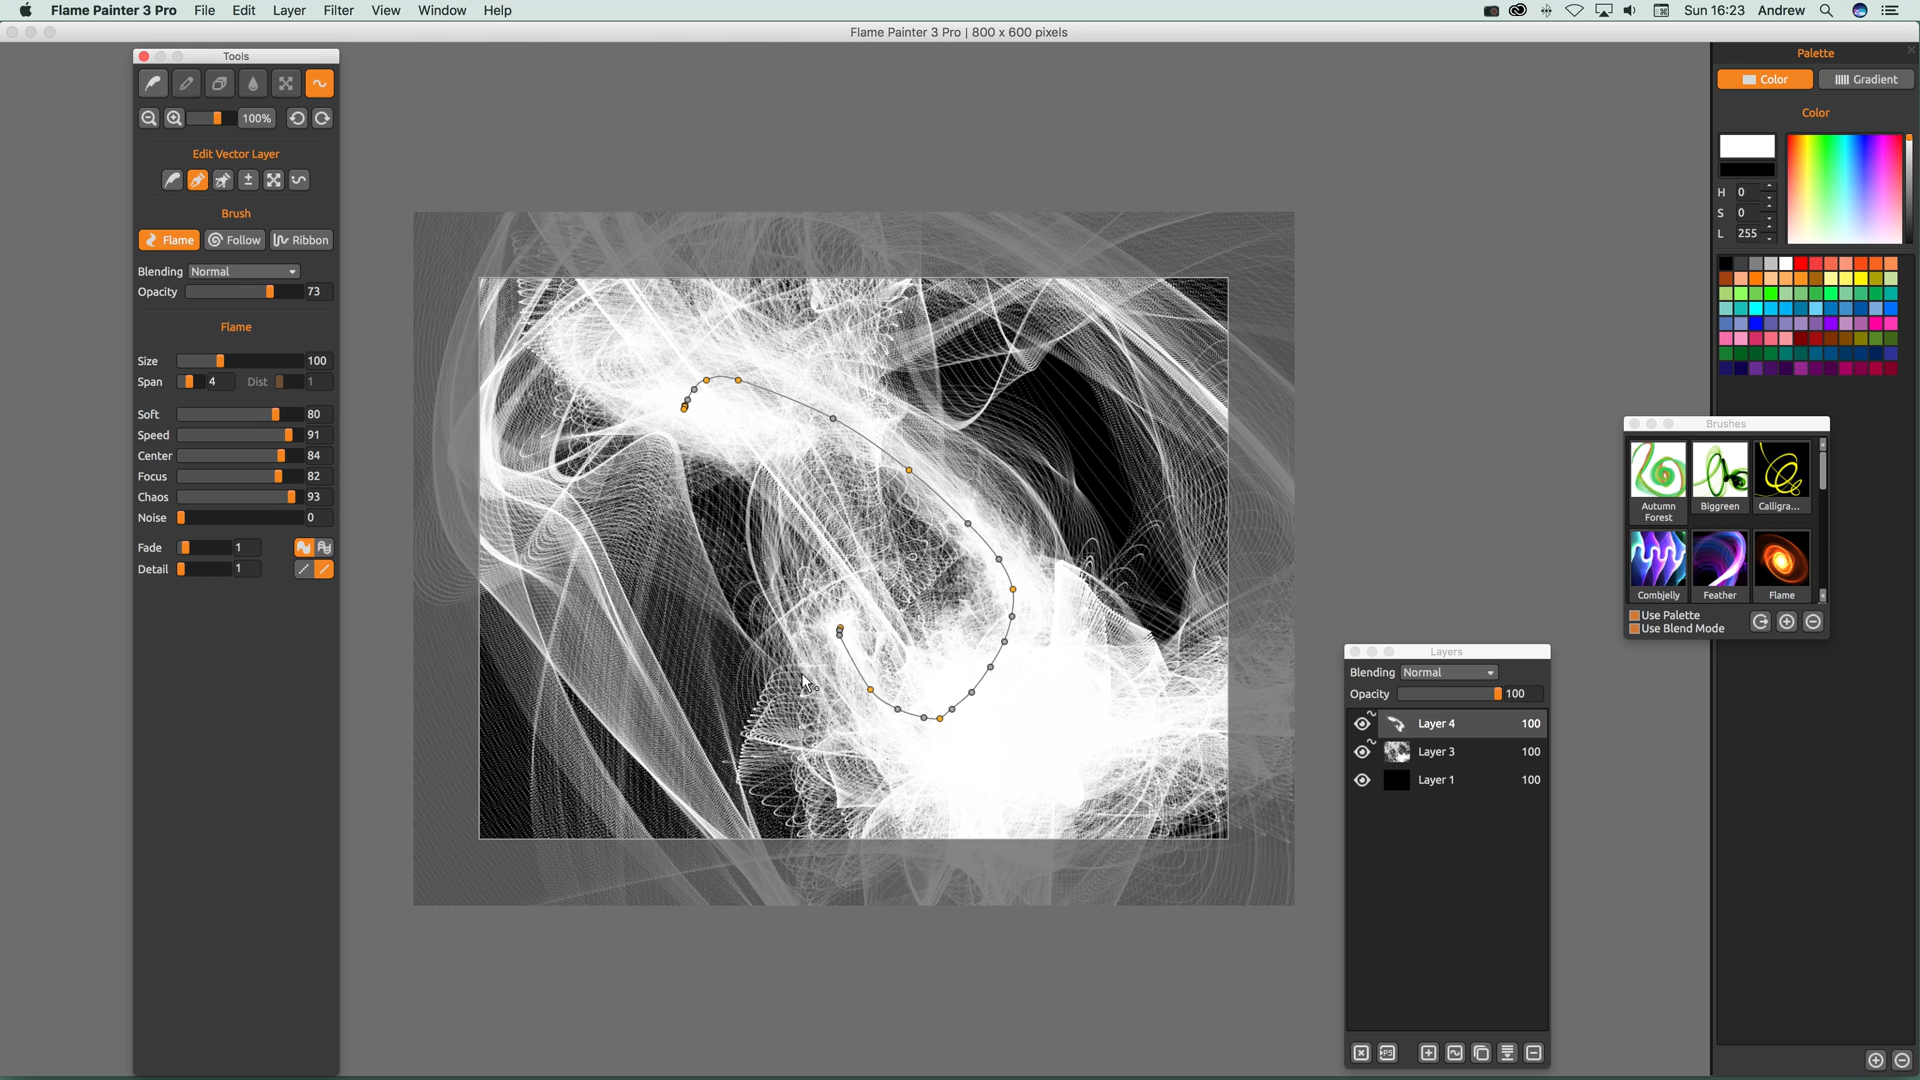 Flame Painter 3 Pro File Edit Layer Filter View Window Help Sun 16:23 Andrew
Flame Painter 3 Pro | 800 x 600 pixels
Tools
100%
Edit Vector Layer
Brush
Flame Follow Ribbon
Blending Normal
Opacity 73
Flame
Size 100
Span 4 Dist 1
Soft 80
Speed 91
Center 84
Focus 82
Chaos 93
Noise 0
Fade 1
Detail 1
Palette
Color Gradient
Color
H 0
S 0
L 255
Brushes
Autumn Forest Biggreen Calligra...
Combjelly Feather Flame
Use Palette
Use Blend Mode
Layers
Blending Normal
Opacity 100
Layer 4 100
Layer 3 100
Layer 1 100
PS